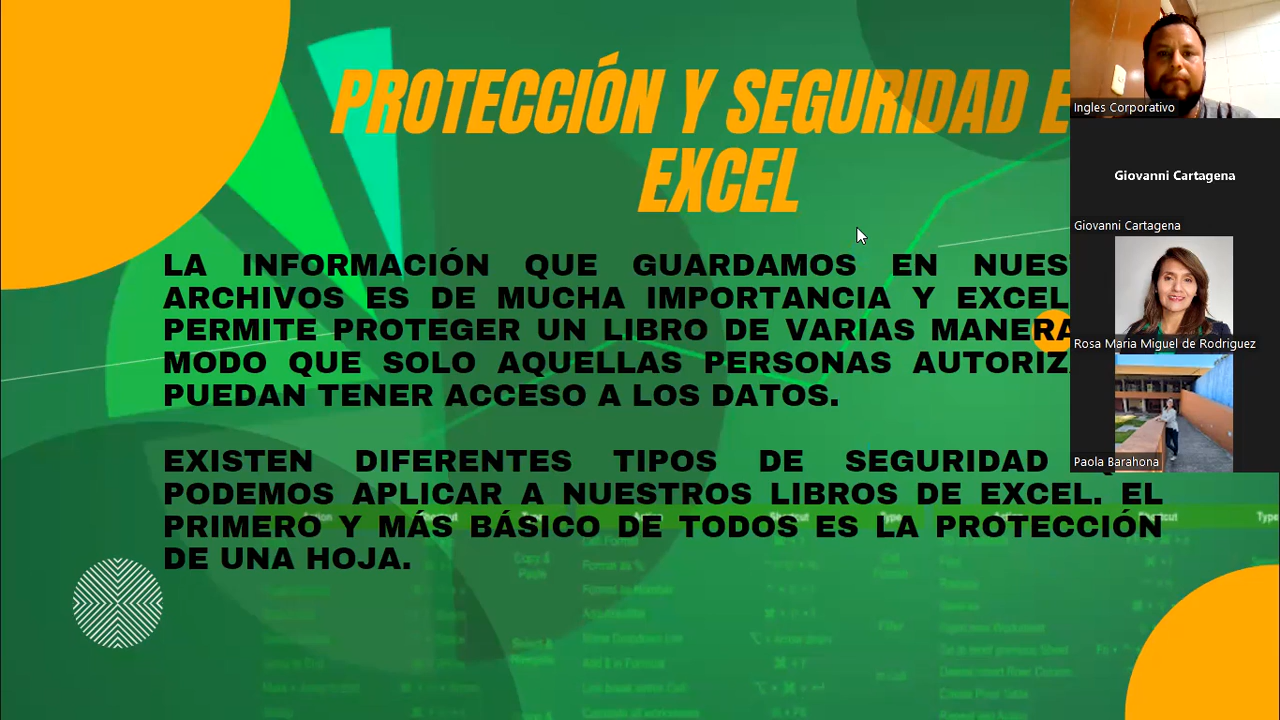 PROTECCIÓN Y SEGURIDAD E
EXCEL
LA INFORMACIÓN QUE GUARDAMOS EN NUEST
ARCHIVOS ES DE MUCHA IMPORTANCIA Y EXCEL
PERMITE PROTEGER UN LIBRO DE VARIAS MANERA
MODO QUE SOLO AQUELLAS PERSONAS AUTORIZ
PUEDAN TENER ACCESO A LOS DATOS.
EXISTEN DIFERENTES TIPOS DE SEGURIDAD
PODEMOS APLICAR A NUESTROS LIBROS DE EXCEL. EL
PRIMERO Y MÁS BÁSICO DE TODOS ES LA PROTECCIÓN
DE UNA HOJA.
Ingles Corporativo
Giovanni Cartagena
Giovanni Cartagena
Rosa Maria Miguel de Rodriguez
Paola Barahona